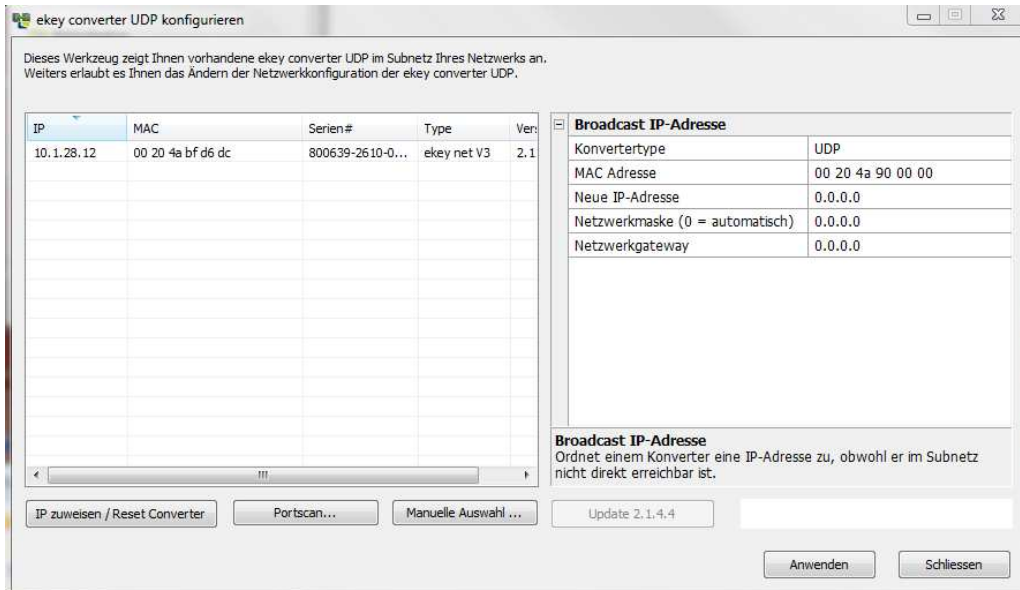 ekey converter UDP konfigurieren
Dieses Werkzeug zeigt Ihnen vorhandene ekey converter UDP im Subnetz Ihres Netzwerks an.
Weiters erlaubt es Ihnen das Ändern der Netzwerkkonfiguration der ekey converter UDP.
IP MAC Serien# Type Ver
10.1.28.12 00 20 4a bf d6 dc 800639-2610-0... ekey net V3 2.1
Broadcast IP-Adresse
Konvertertype UDP
MAC Adresse 00 20 4a 90 00 00
Neue IP-Adresse 0.0.0.0
Netzwerkmaske (0 = automatisch) 0.0.0.0
Netzwerkgateway 0.0.0.0
Broadcast IP-Adresse
Ordnet einem Konverter eine IP-Adresse zu, obwohl er im Subnetz
nicht direkt erreichbar ist.
IP zuweisen / Reset Converter Portscan... Manuelle Auswahl ... Update 2.1.4.4
Anwenden Schliessen